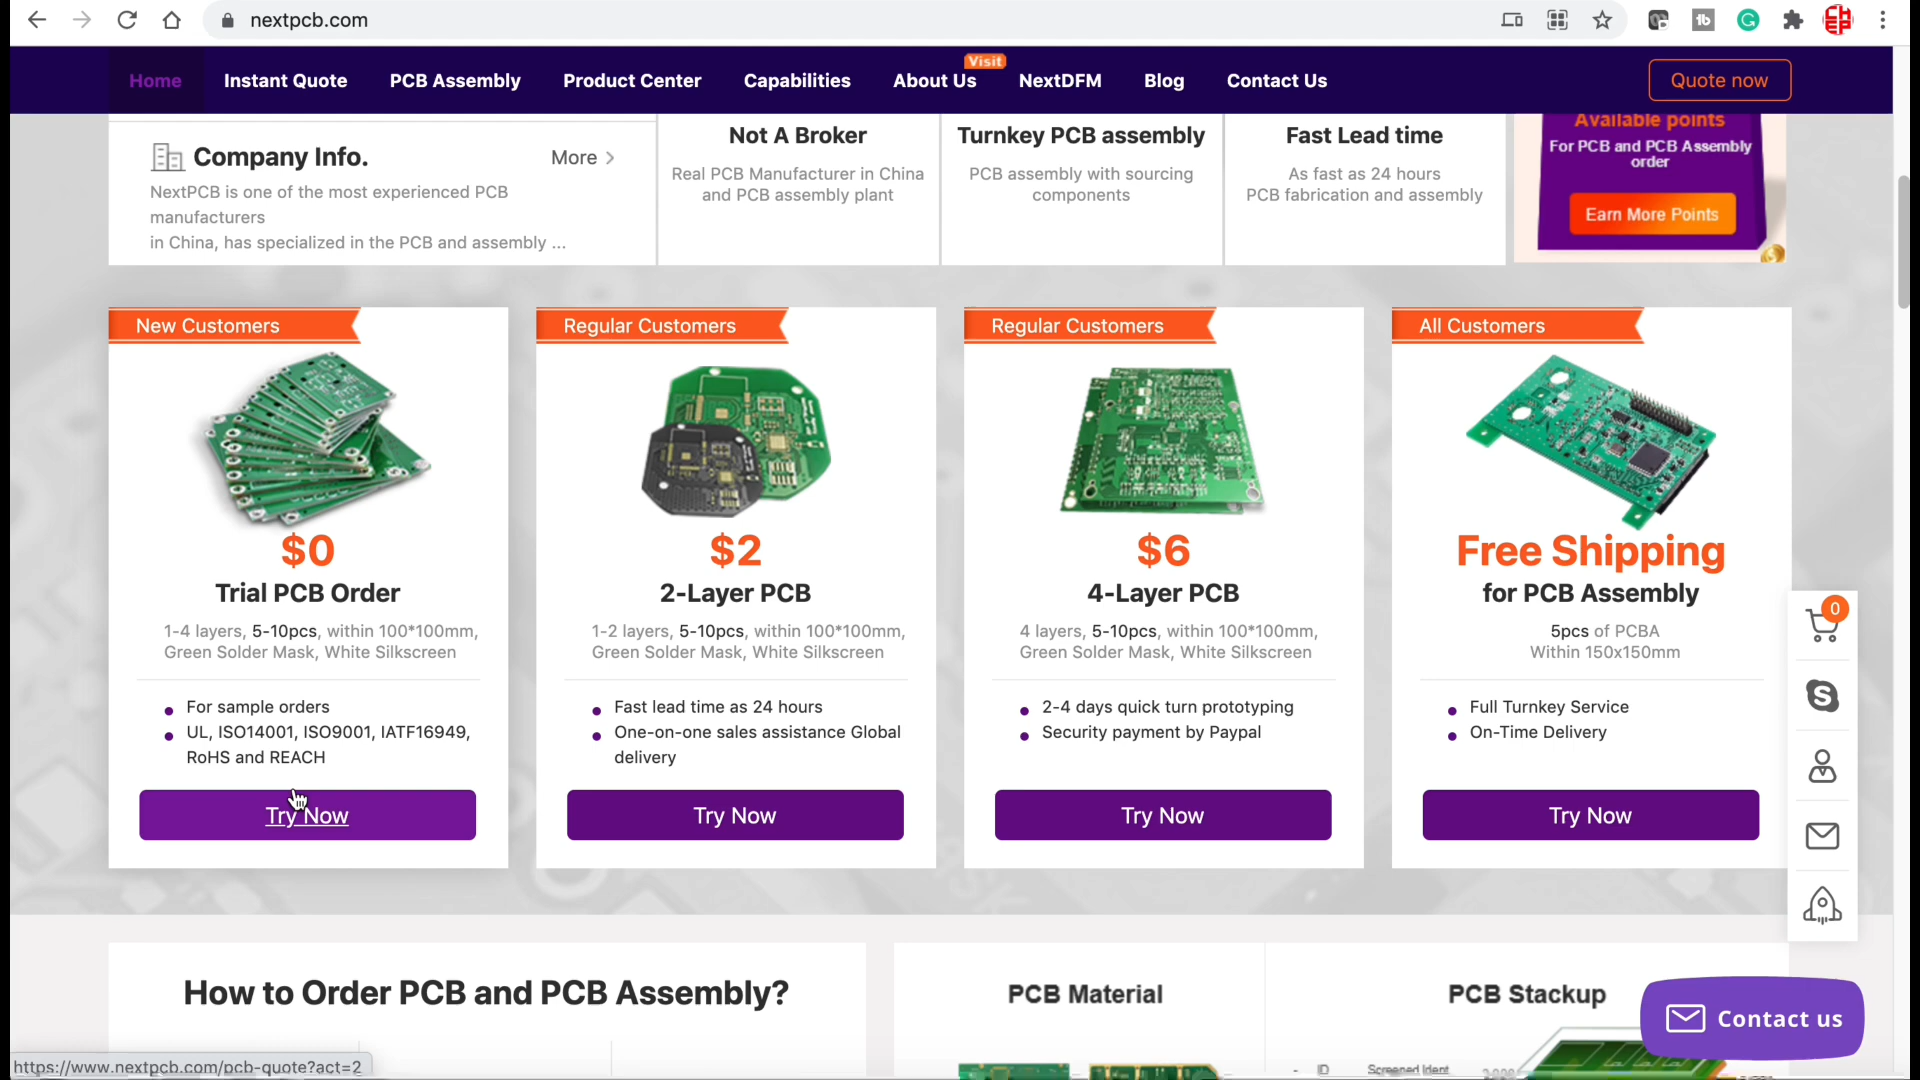 nextpcb.com
Home
Instant Quote
PCB Assembly
Product Center
Capabilities
About Us
Visit
NextDFM
Blog
Contact Us
Quote now
Company Info.
More >
NextPCB is one of the most experienced PCB
manufacturers
in China, has specialized in the PCB and assembly ...
Not A Broker
Real PCB Manufacturer in China
and PCB assembly plant
Turnkey PCB assembly
PCB assembly with sourcing
components
Fast Lead time
As fast as 24 hours
PCB fabrication and assembly
Available points
For PCB and PCB Assembly
order
Earn More Points
New Customers
$0
Trial PCB Order
1-4 layers, 5-10pcs, within 100*100mm,
Green Solder Mask, White Silkscreen
For sample orders
UL, ISO14001, ISO9001, IATF16949,
RoHS and REACH
Try Now
Regular Customers
$2
2-Layer PCB
1-2 layers, 5-10pcs, within 100*100mm,
Green Solder Mask, White Silkscreen
Fast lead time as 24 hours
One-on-one sales assistance Global
delivery
Try Now
Regular Customers
$6
4-Layer PCB
4 layers, 5-10pcs, within 100*100mm,
Green Solder Mask, White Silkscreen
2-4 days quick turn prototyping
Security payment by Paypal
Try Now
All Customers
Free Shipping
for PCB Assembly
5pcs of PCBA
Within 150x150mm
Full Turnkey Service
On-Time Delivery
Try Now
0
How to Order PCB and PCB Assembly?
PCB Material
PCB Stackup
ID
Screened Ident
Contact us
https://www.nextpcb.com/pcb-quote?act=2